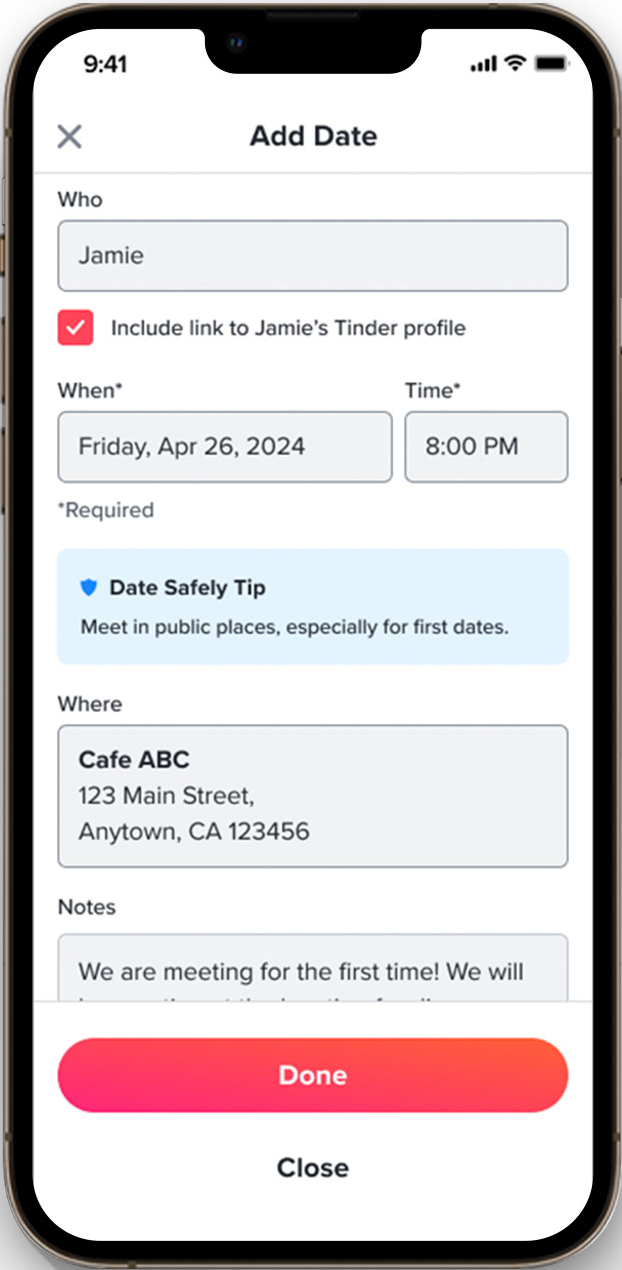 9:41
Add Date
Who
Jamie
Include link to Jamie's Tinder profile
When*
Time*
Friday, Apr 26, 2024
8:00 PM
*Required
Date Safely Tip
Meet in public places, especially for first dates.
Where
Cafe ABC
123 Main Street,
Anytown, CA 123456
Notes
We are meeting for the first time! We will
Done
Close